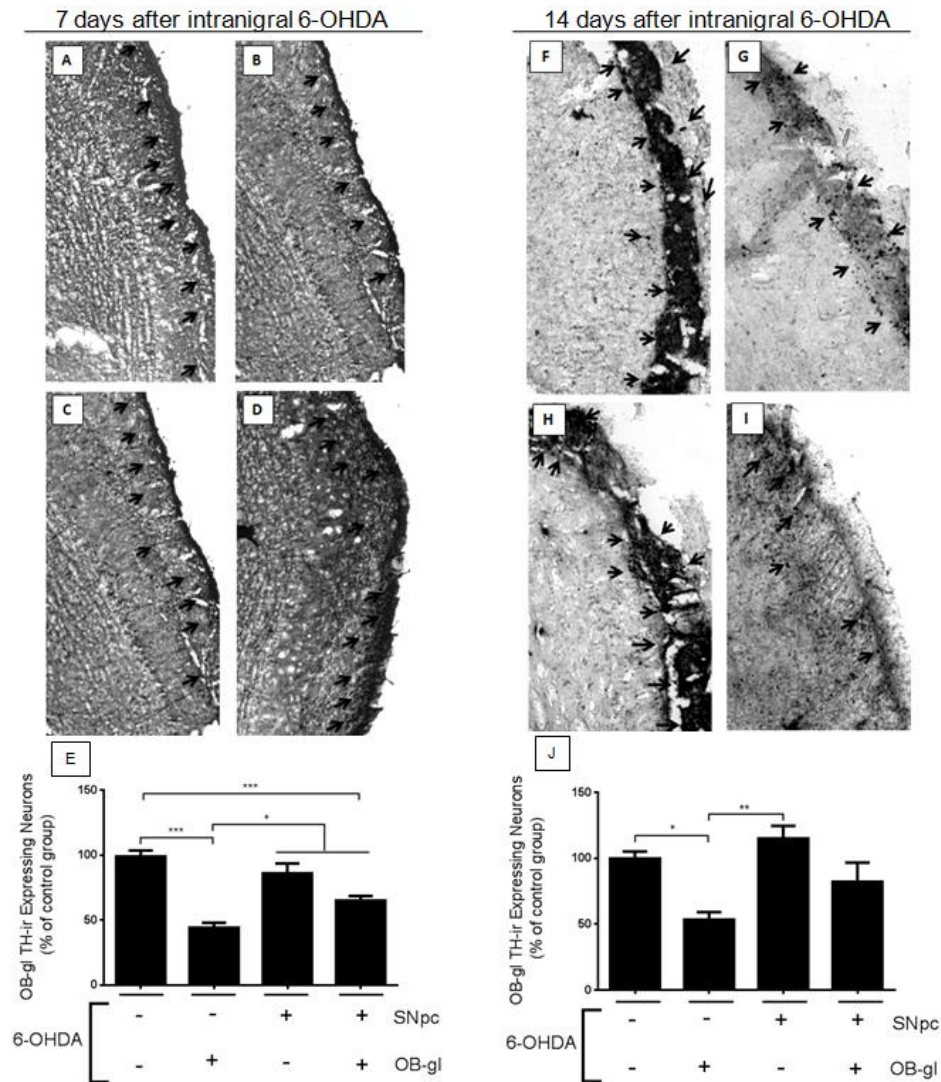 7 days after intranigral 6-OHDA
14 days after intranigral 6-OHDA
A
B
C
D
F
G
H
I
E
OB-gl TH-ir Expressing Neurons
(% of control group)
150
100
50
0
***
***
*
- - + + SNpc
6-OHDA
- + - + OB-gl
J
OB-gl TH-ir Expressing Neurons
(% of control group)
150
100
50
0
*
**
- - + + SNpc
6-OHDA
- + - + OB-gl